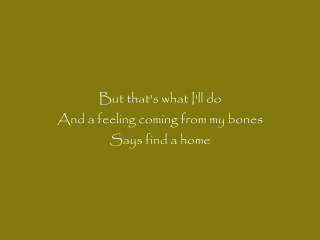 But that's what I'll do
And a feeling coming from my bones
Says find a home